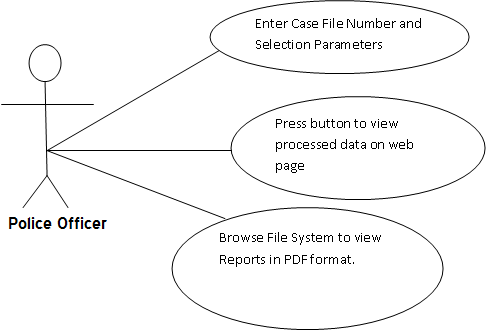 Enter Case File Number and
Selection Parameters
Press button to view
processed data on web
page
Police Officer
Browse File System to view
Reports in PDF format.